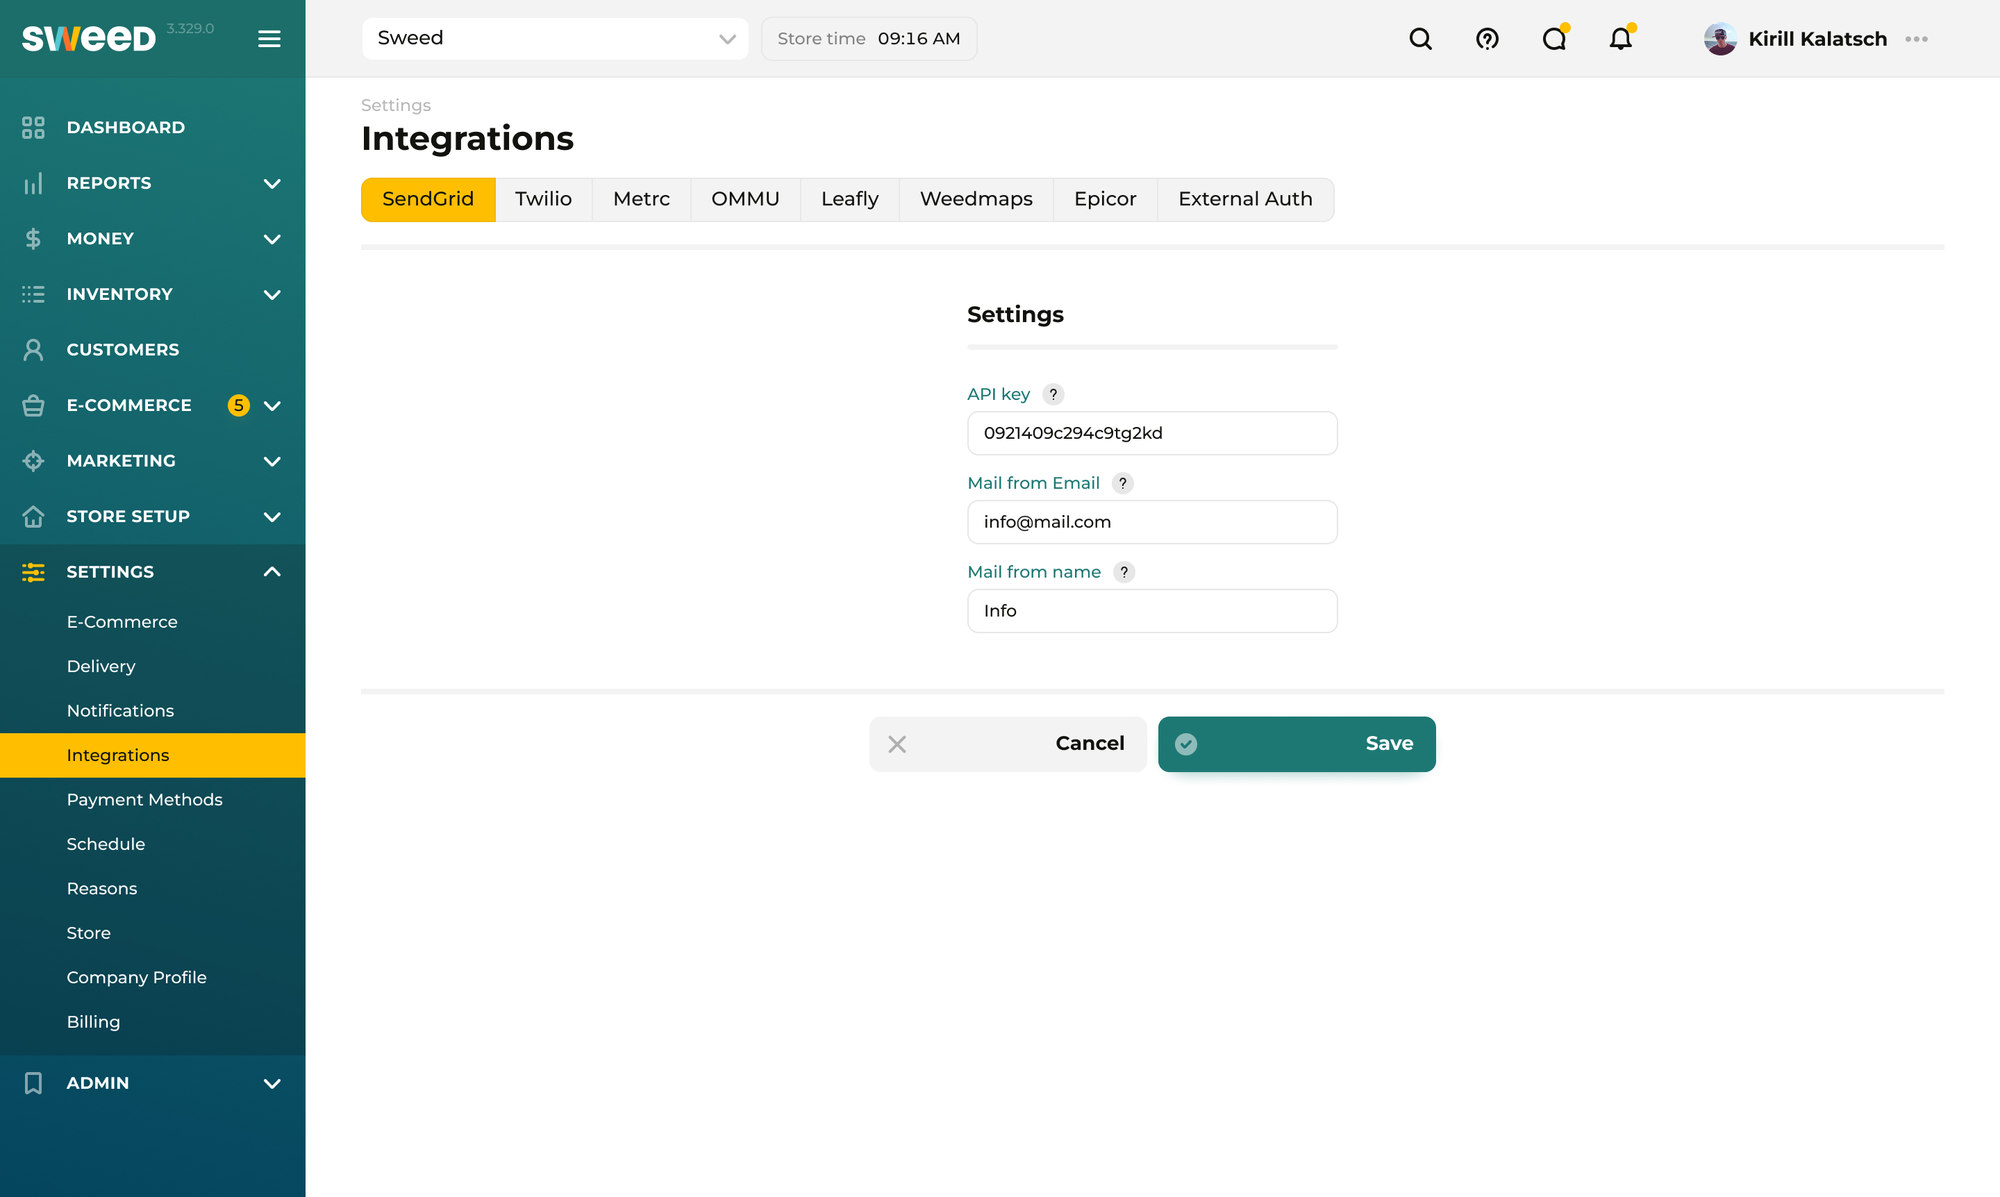 sweed 3.329.0
Sweed
Store time 09:16 AM
Kirill Kalatsch
DASHBOARD
REPORTS
MONEY
INVENTORY
CUSTOMERS
E-COMMERCE 5
MARKETING
STORE SETUP
SETTINGS
E-Commerce
Delivery
Notifications
Integrations
Payment Methods
Schedule
Reasons
Store
Company Profile
Billing
ADMIN
Settings
Integrations
SendGrid Twilio Metrc OMMU Leafly Weedmaps Epicor External Auth
Settings
API key ?
0921409c294c9tg2kd
Mail from Email ?
info@mail.com
Mail from name ?
Info
Cancel Save